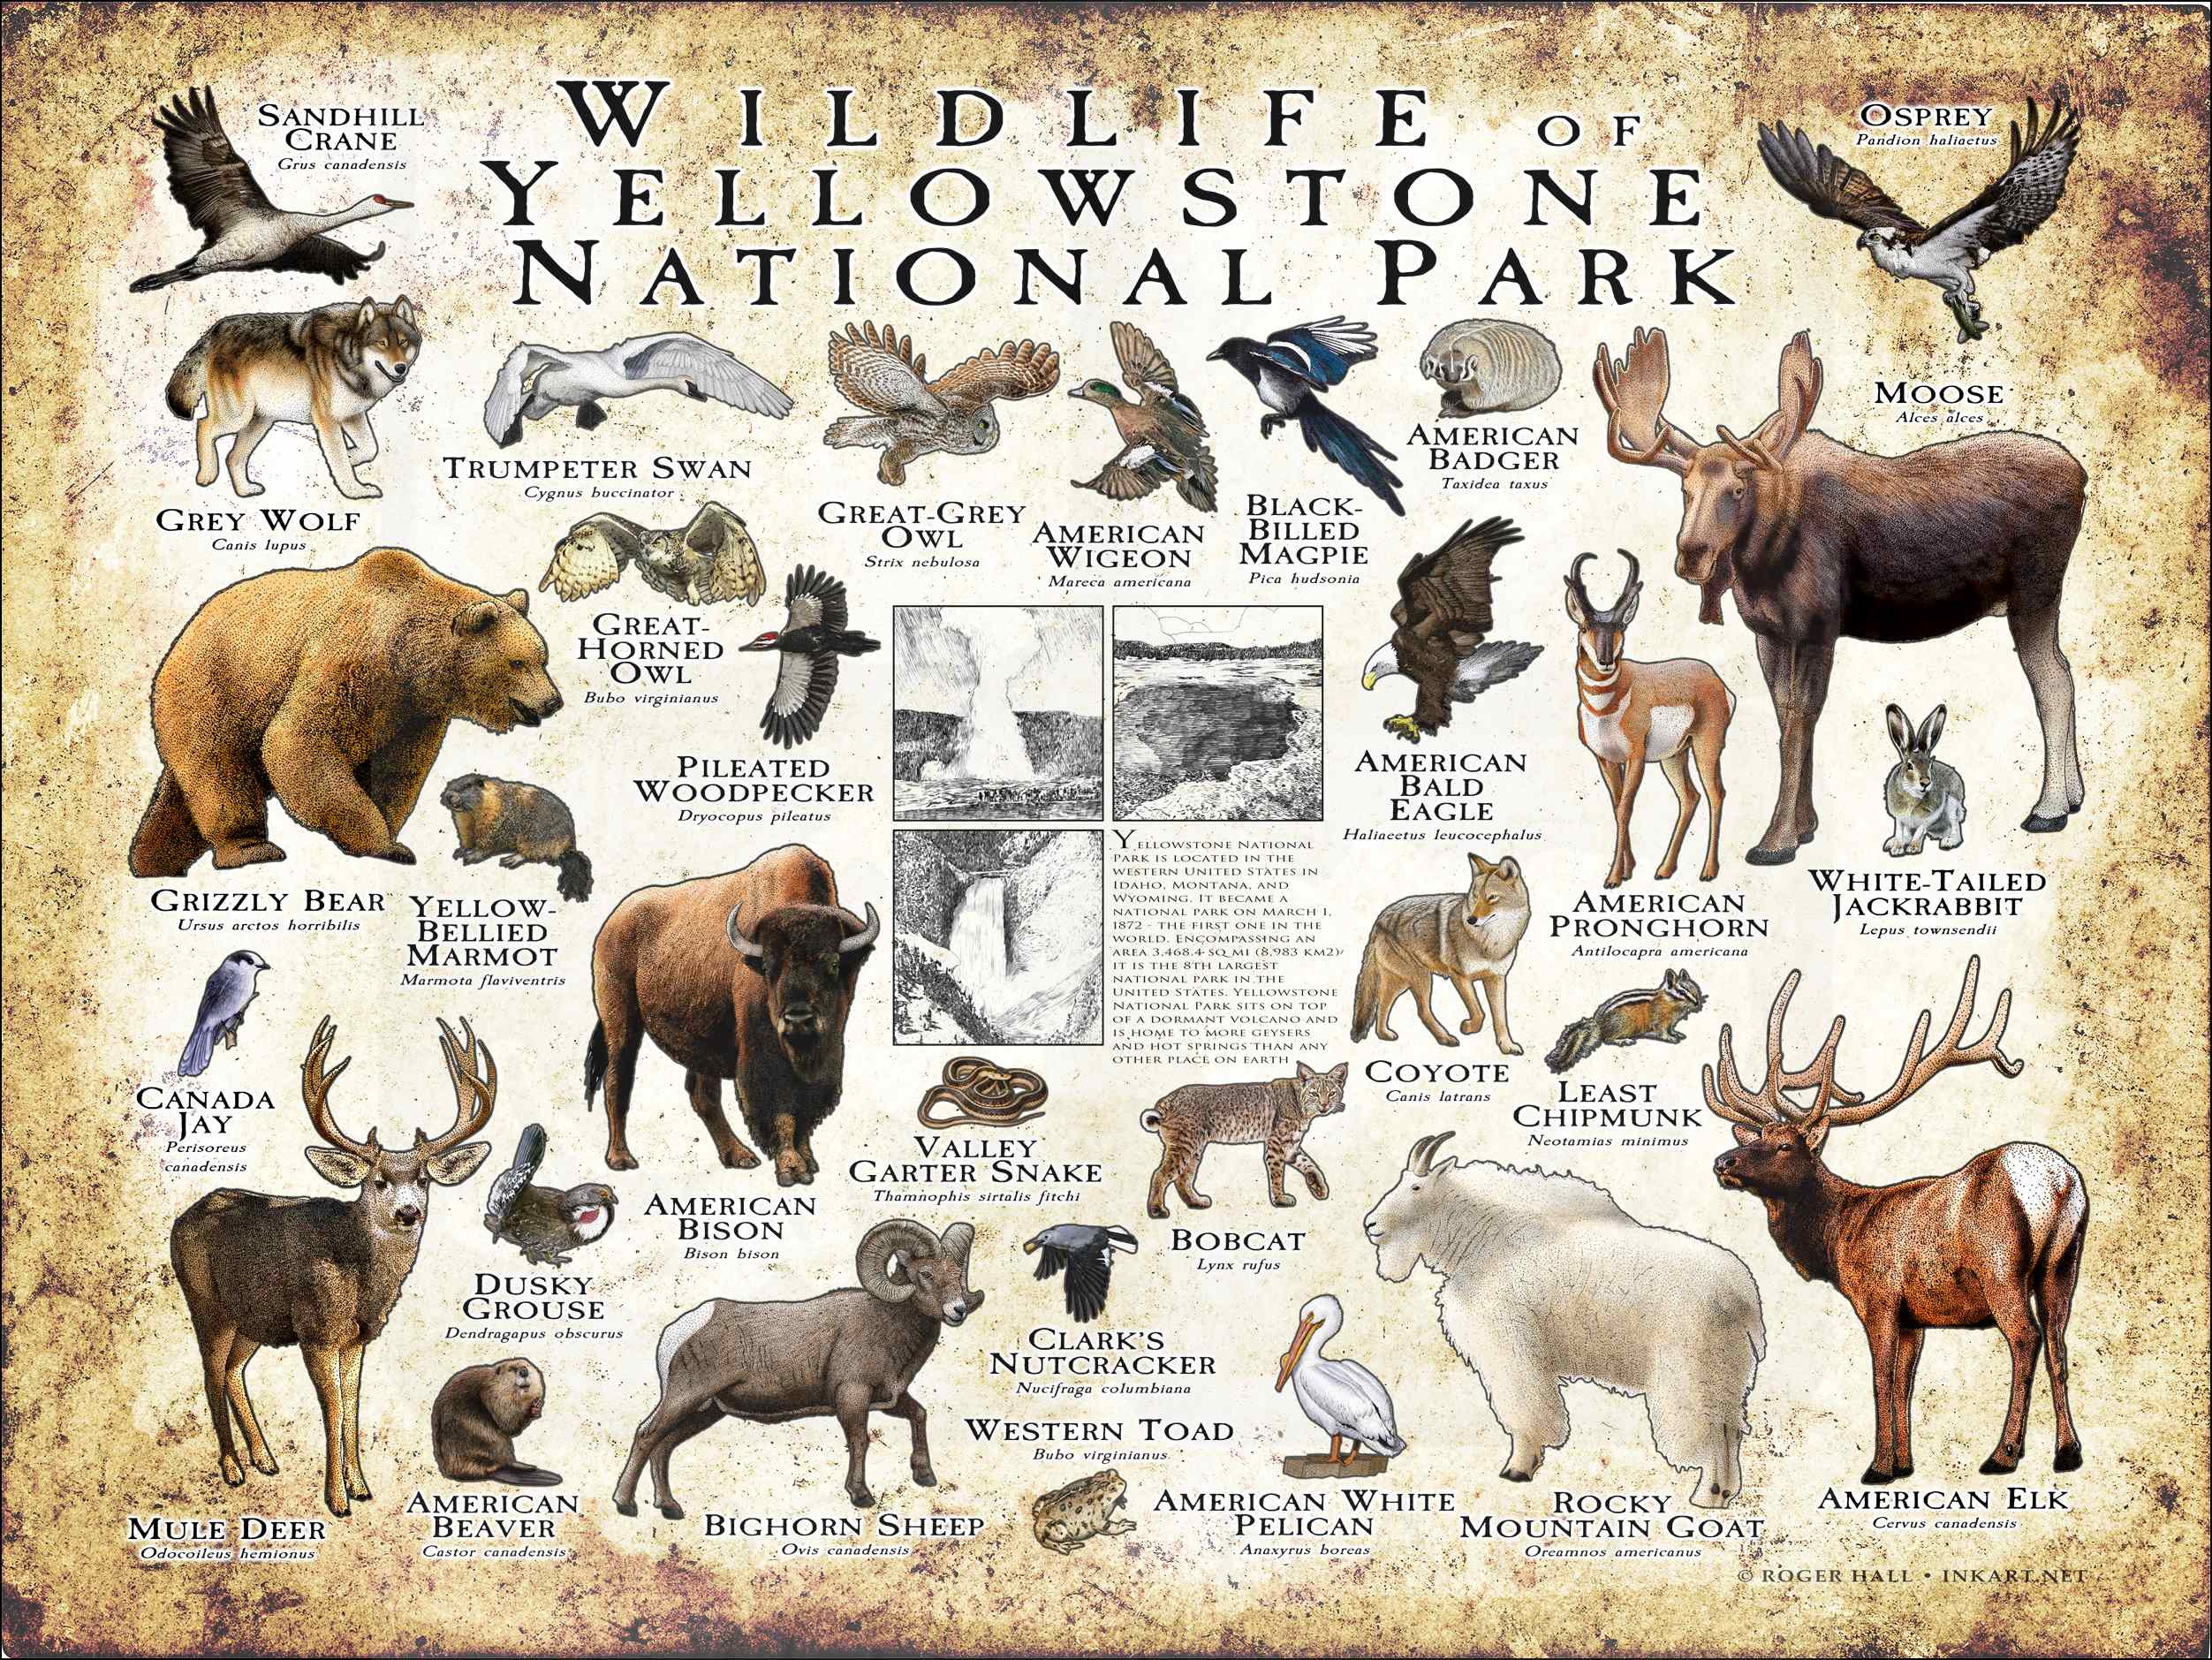 Wildlife of
Yellowstone
National Park
Sandhill
Crane
Grus canadensis
Osprey
Pandion haliaetus
Grey Wolf
Canis lupus
Trumpeter Swan
Cygnus buccinator
Great-Grey
Owl
Strix nebulosa
American
Wigeon
Mareca americana
Black-
Billed
Magpie
Pica hudsonia
American
Badger
Taxidea taxus
Moose
Alces alces
Great-
Horned
Owl
Bubo virginianus
Pileated
Woodpecker
Dryocopus pileatus
American
Bald
Eagle
Haliaeetus leucocephalus
Grizzly Bear
Ursus arctos horribilis
Yellow-
Bellied
Marmot
Marmota flaviventris
Yellowstone National
Park is located in the
western United States in
Idaho, Montana, and
Wyoming. It became a
national park on March 1,
1872 - the first one in the
world. Encompassing an
area 3,468.4 sq mi (8,983 km2)/
it is the 8th largest
national park in the
United States. Yellowstone
National Park sits on top
of a dormant volcano and
is home to more geysers
and hot springs than any
other place on earth
American
Pronghorn
Antilocapra americana
White-Tailed
Jackrabbit
Lepus townsendii
Canada
Jay
Perisoreus
canadensis
Coyote
Canis latrans
Least
Chipmunk
Neotamias minimus
Valley
Garter Snake
Thamnophis sirtalis fitchi
American
Bison
Bison bison
Bobcat
Lynx rufus
Dusky
Grouse
Dendragapus obscurus
Clark's
Nutcracker
Nucifraga columbiana
Western Toad
Bubo virginianus
Mule Deer
Odocoileus hemionus
American
Beaver
Castor canadensis
Bighorn Sheep
Ovis canadensis
American White
Pelican
Anaxyrus boreas
Rocky
Mountain Goat
Oreamnos americanus
American Elk
Cervus canadensis
© Roger Hall • inkart.net